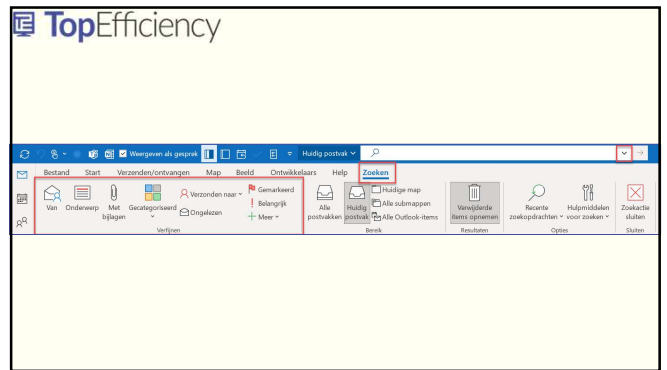 TopEfficiency
Weergeven als gesprek
Huidig postvak
Bestand Start Verzenden/ontvangen Map Beeld Ontwikkelaars Help Zoeken
Van
Onderwerp
Met
bijlagen
Gecategoriseerd
Verzonden naar
Ongelezen
Gemarkeerd
Belangrijk
Meer
Verfijnen
Alle
postvakken
Huidig
postvak
Huidige map
Alle submappen
Alle Outlook-items
Bereik
Verwijderde
items opnemen
Resultaten
Recente
zoekopdrachten
Hulpmiddelen
voor zoeken
Opties
Zoekactie
sluiten
Sluiten